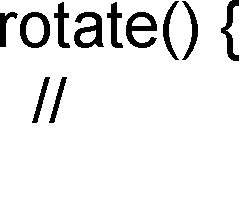 rotate() {
//